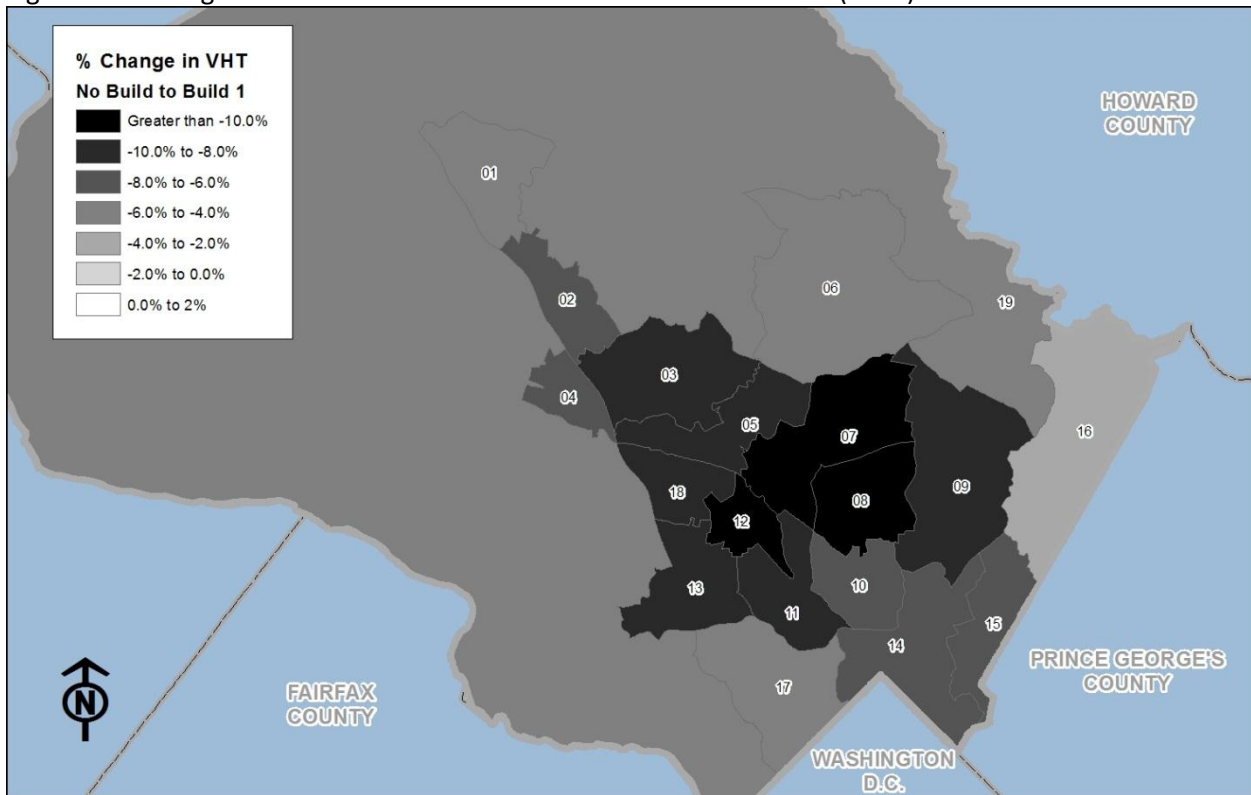 % Change in VHT
No Build to Build 1
Greater than -10.0%
-10.0% to -8.0%
-8.0% to -6.0%
-6.0% to -4.0%
-4.0% to -2.0%
-2.0% to 0.0%
0.0% to 2%
HOWARD
COUNTY
01
02
06
19
03
04
05
07
16
18
12
08
09
13
11
10
14
15
17
N
FAIRFAX
COUNTY
PRINCE GEORGE'S
COUNTY
WASHINGTON
D.C.